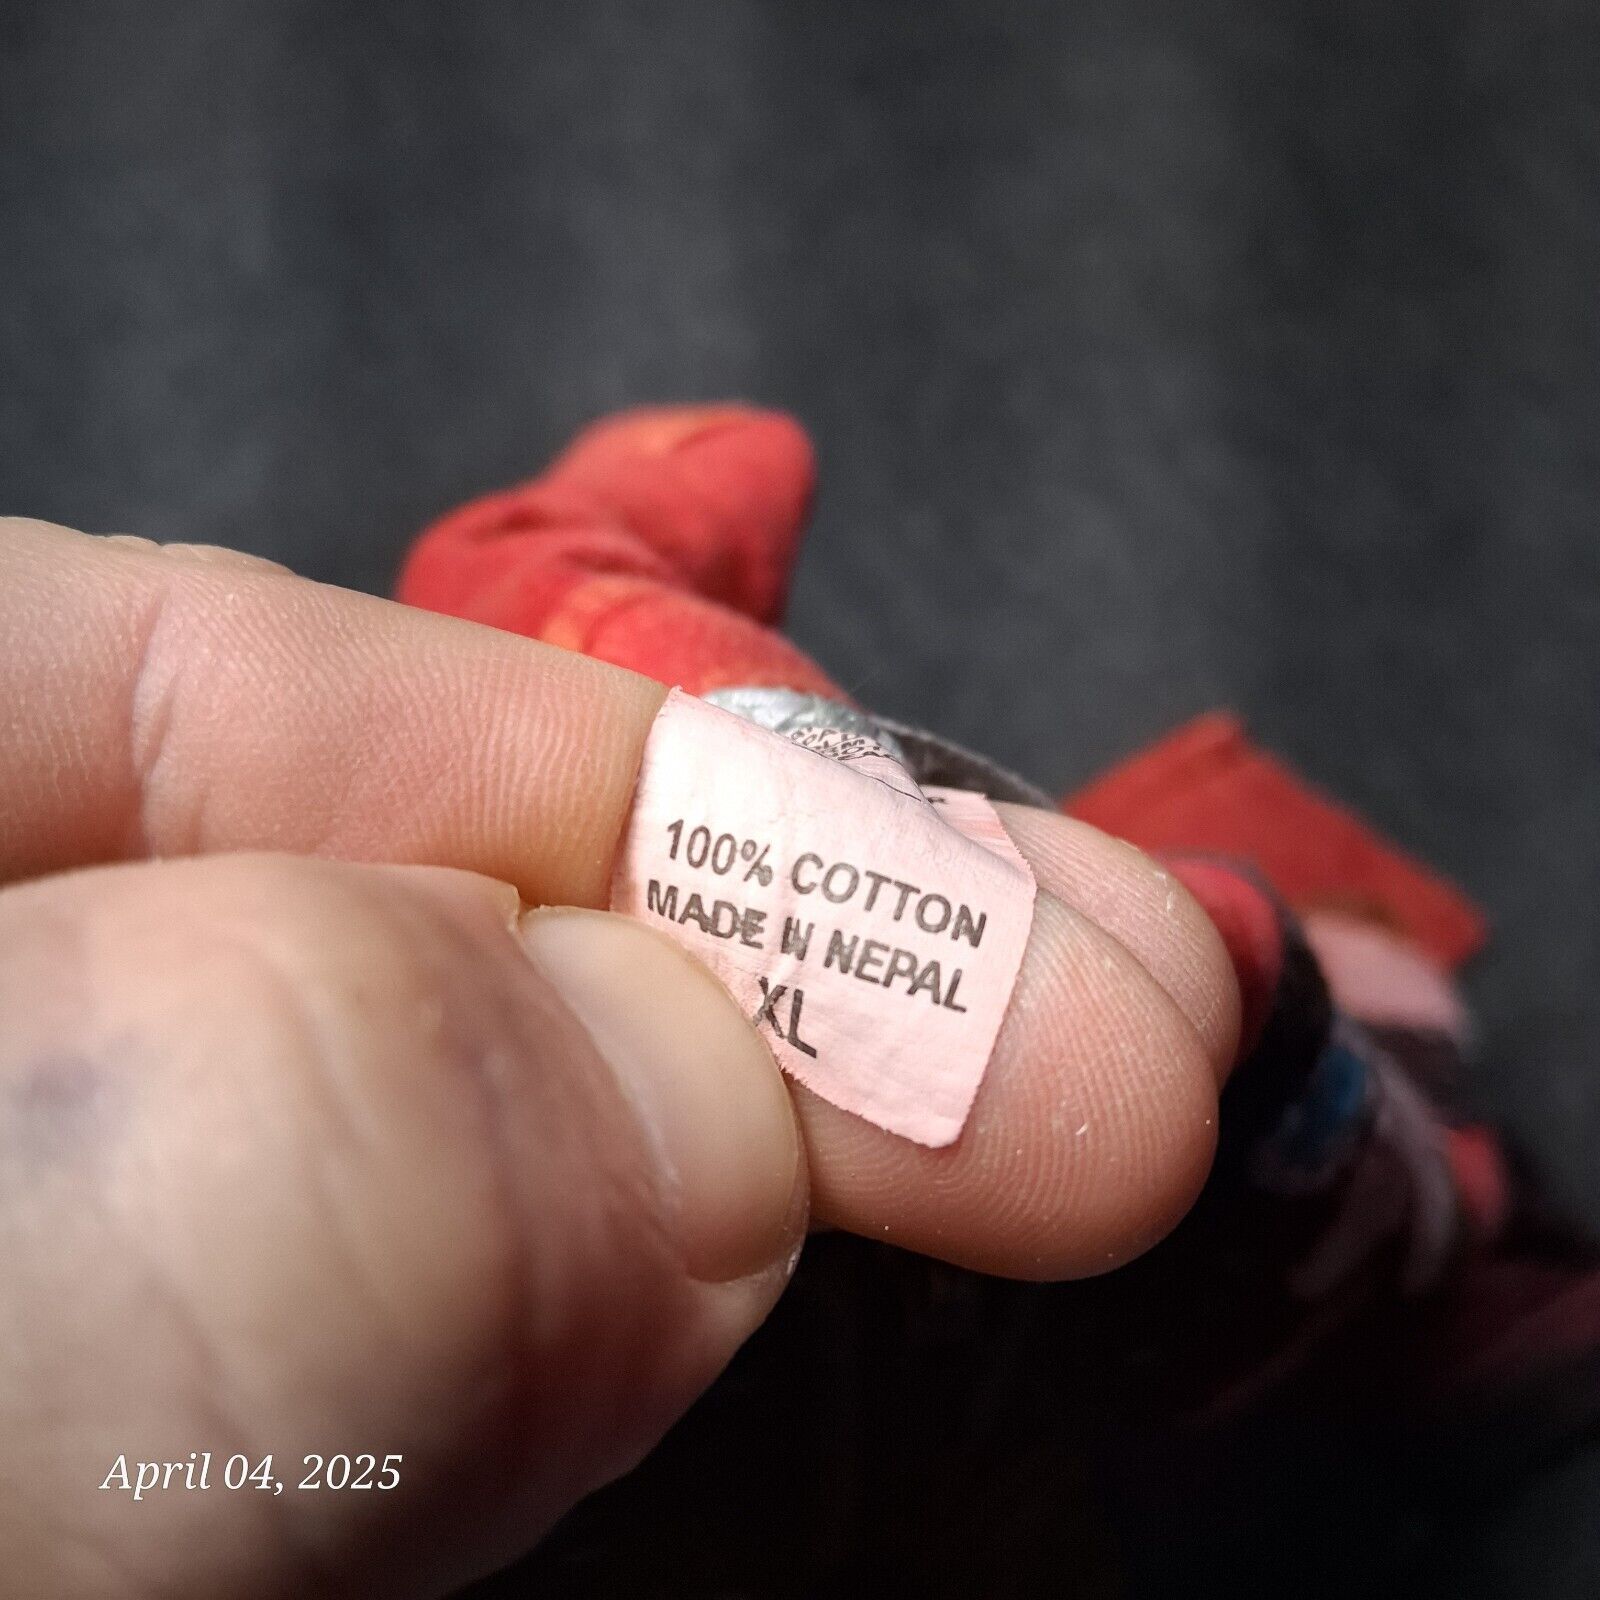 100% COTTON
MADE IN NEPAL
XL
April 04, 2025